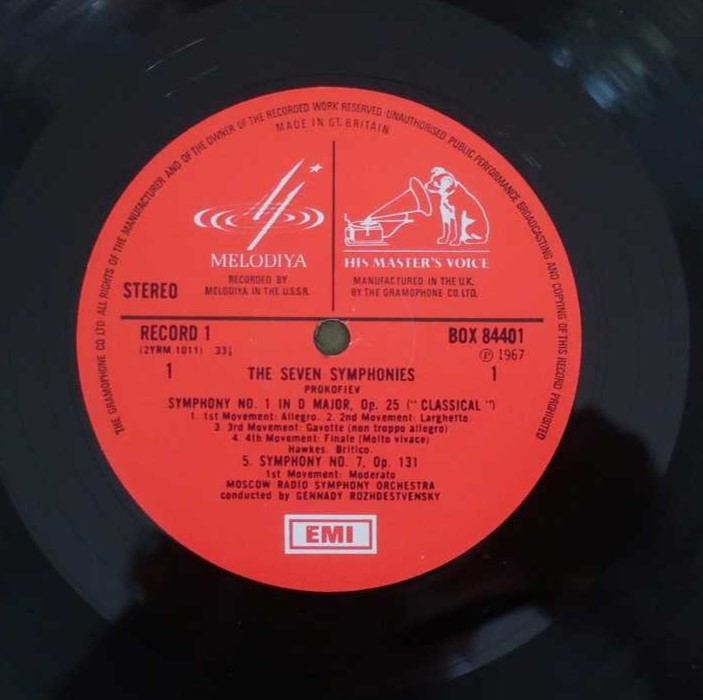 THE GRAMOPHONE CO LTD· ALL RIGHTS OF THE MANUFACTURER AND OF THE OWNER OF THE RECORDED WORK RESERVED·UNAUTHORISED PUBLIC PERFORMANCE BROADCASTING AND COPYING OF THIS RECORD PROHIBITED
MADE IN GT. BRITAIN
MELODIYA
HIS MASTER'S VOICE
RECORDED BY
MELODIYA IN THE U.S.S.R.
MANUFACTURED IN THE U.K.
BY THE GRAMOPHONE CO. LTD.
STEREO
RECORD 1
BOX 84401
(2YRM 1011) 33⅓
Ⓟ 1967
1 THE SEVEN SYMPHONIES 1
PROKOFIEV
SYMPHONY NO. 1 IN D MAJOR, Op. 25 (" CLASSICAL ")
1. 1st Movement: Allegro. 2. 2nd Movement: Larghetto.
3. 3rd Movement: Gavotte (non troppo allegro)
4. 4th Movement: Finale (Molto vivace)
Hawkes. Britico.
5. SYMPHONY NO. 7, Op. 131
1st Movement: Moderato
MOSCOW RADIO SYMPHONY ORCHESTRA
conducted by GENNADY ROZHDESTVENSKY
EMI